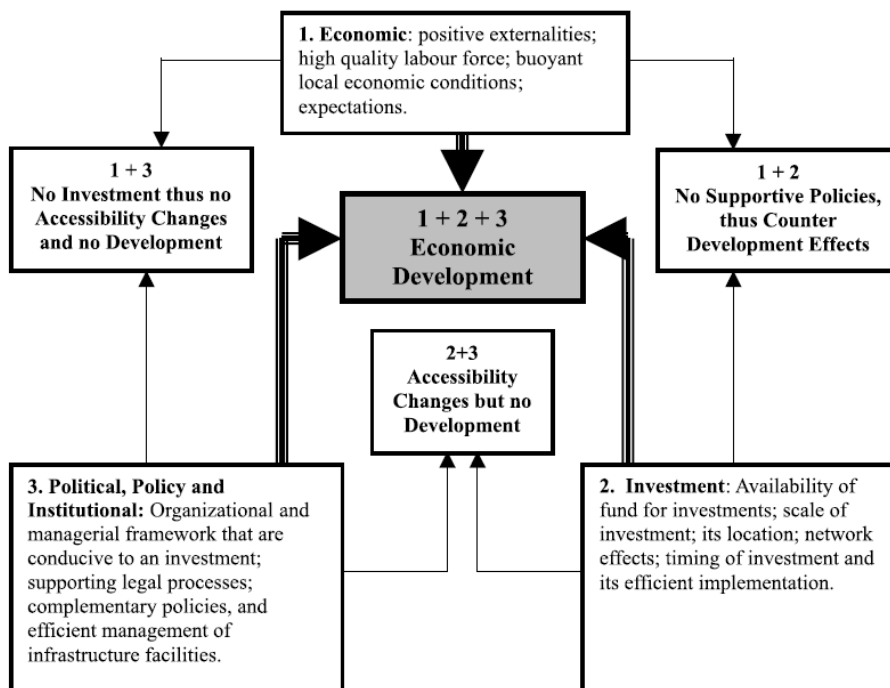 1. Economic: positive externalities;
high quality labour force; buoyant
local economic conditions;
expectations.
1 + 3
No Investment thus no
Accessibility Changes
and no Development
1 + 2 + 3
Economic
Development
1 + 2
No Supportive Policies,
thus Counter
Development Effects
2+3
Accessibility
Changes but no
Development
3. Political, Policy and
Institutional: Organizational and
managerial framework that are
conducive to an investment;
supporting legal processes;
complementary policies, and
efficient management of
infrastructure facilities.
2. Investment: Availability of
fund for investments; scale of
investment; its location; network
effects; timing of investment and
its efficient implementation.